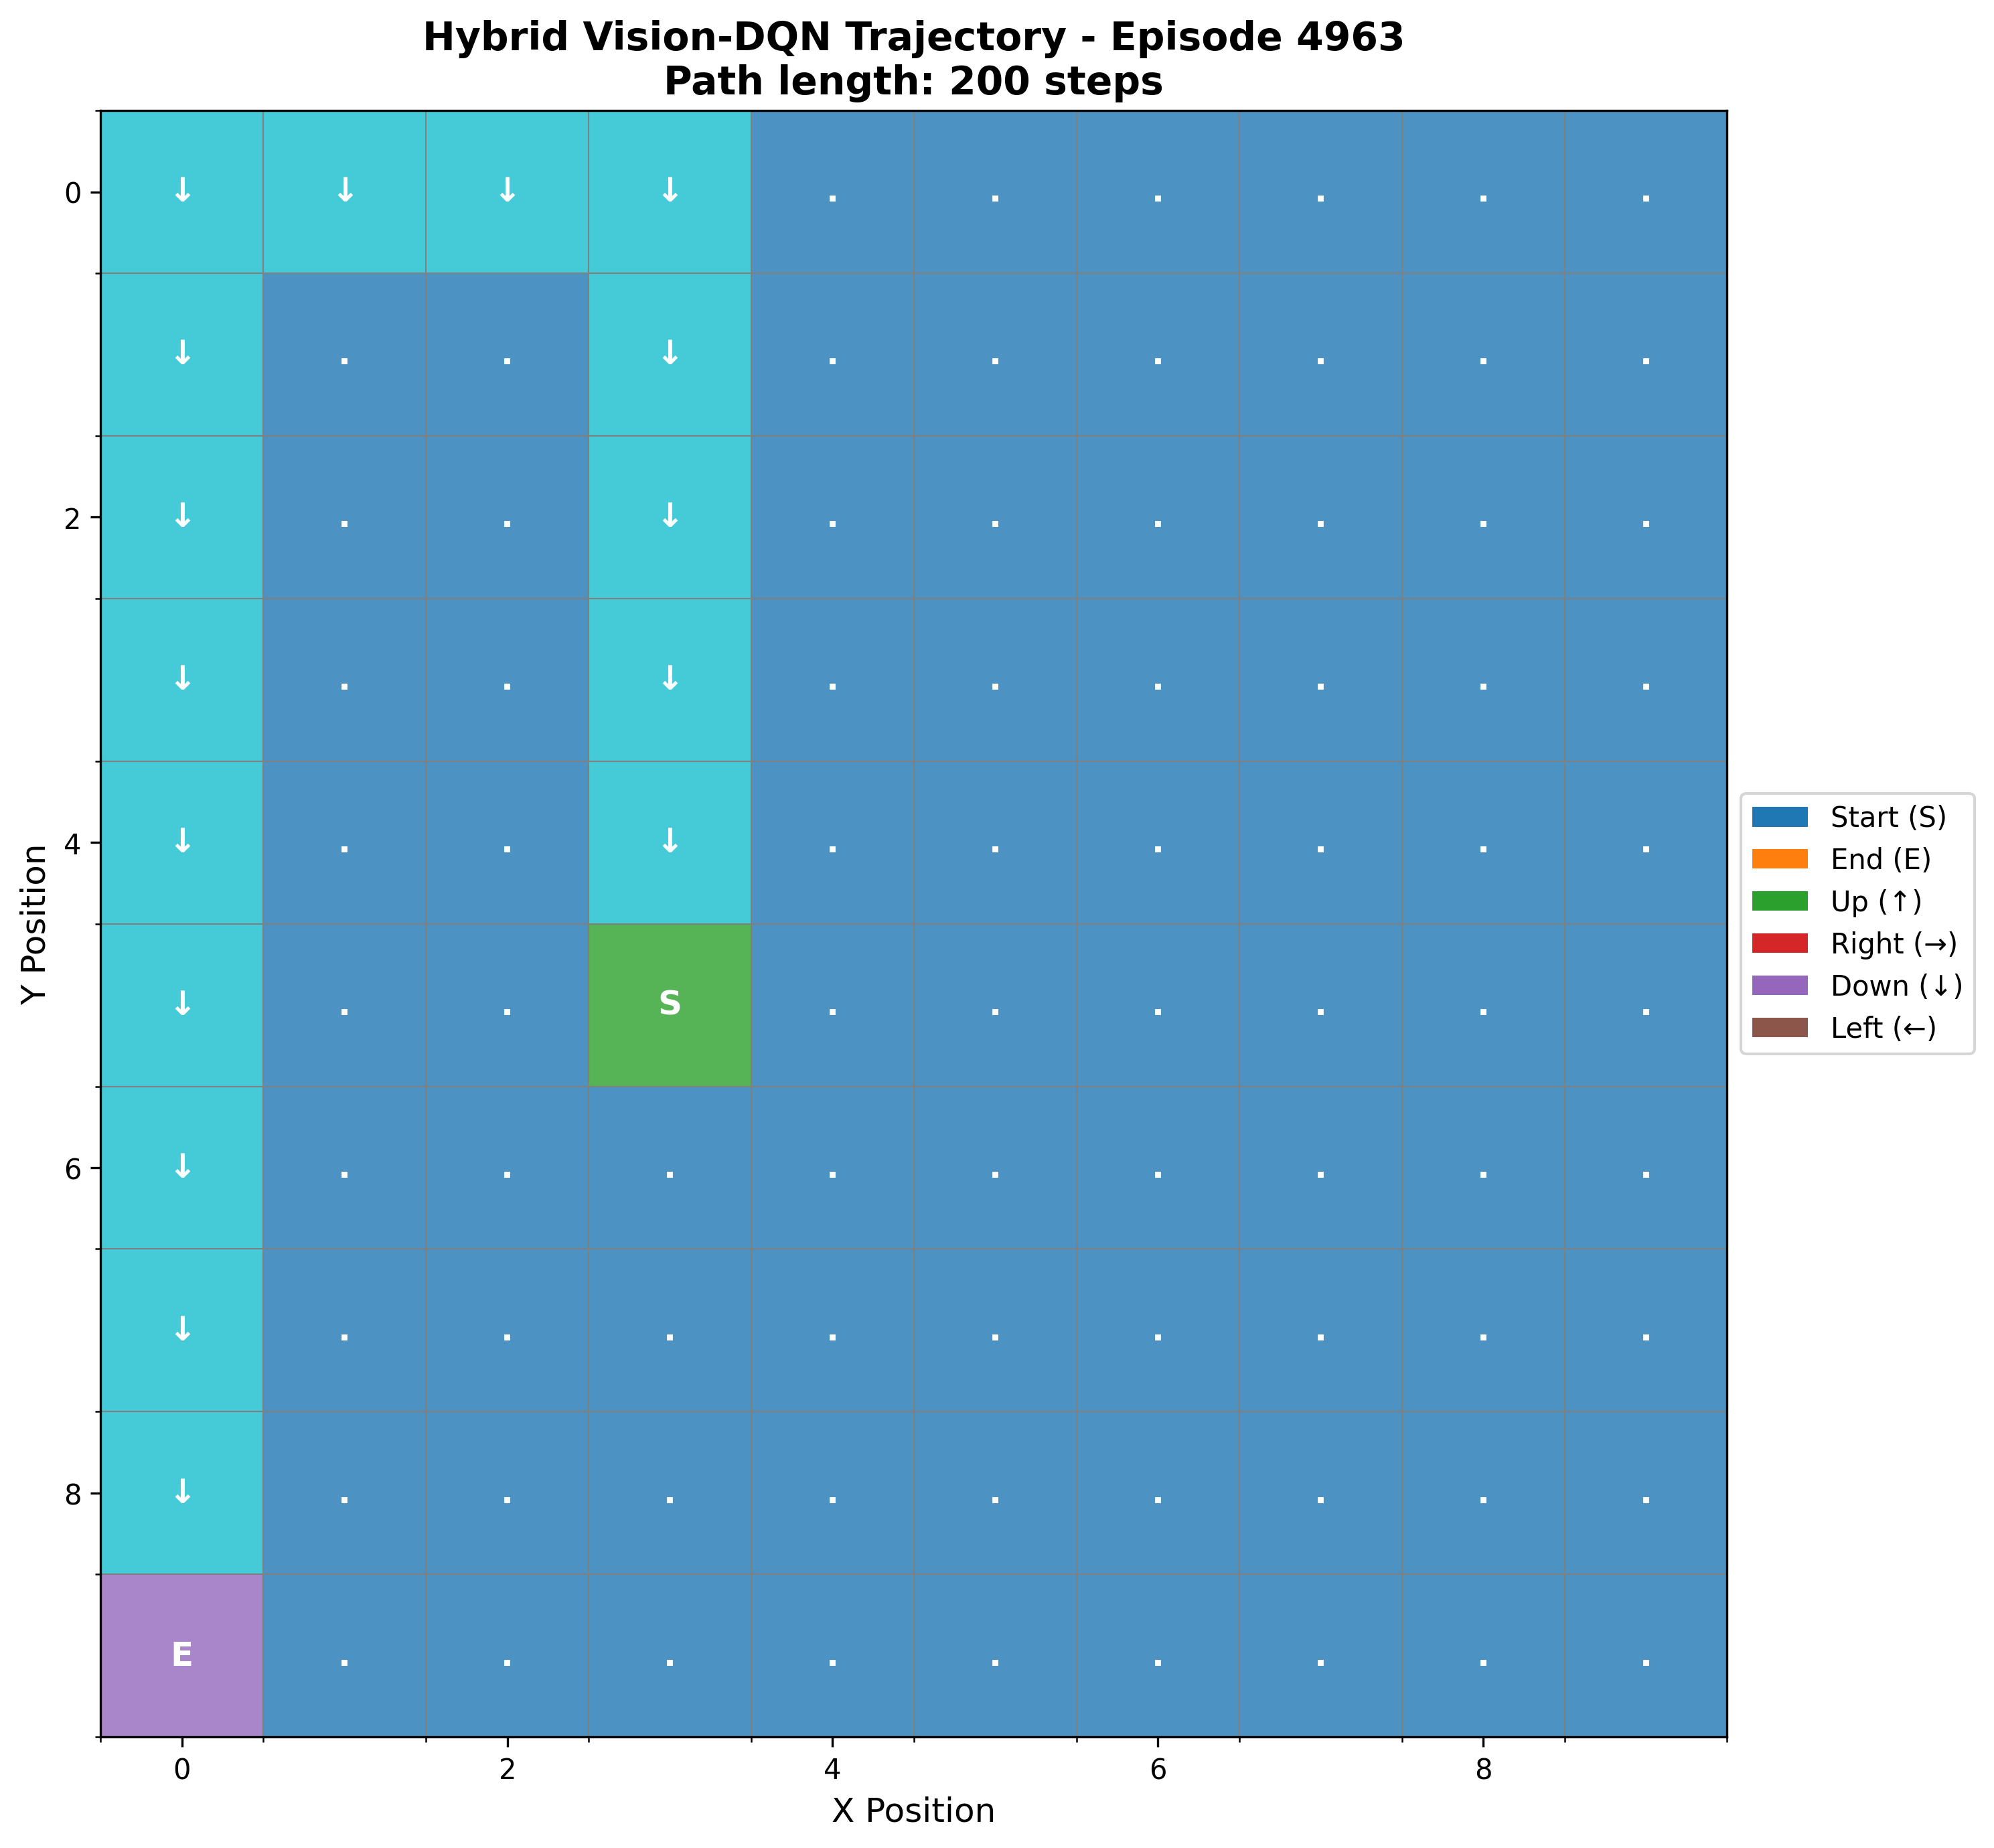 Hybrid Vision-DQN Trajectory - Episode 4963
Path length: 200 steps
0 ↓ ↓ ↓ ↓ . . . . . .
↓ . . ↓ . . . . . .
2 ↓ . . ↓ . . . . . .
↓ . . ↓ . . . . . .
4 ↓ . . ↓ . . . . . .
↓ . . S . . . . . .
6 ↓ . . . . . . . . .
↓ . . . . . . . . .
8 ↓ . . . . . . . . .
E . . . . . . . . .
0 2 4 6 8
X Position
Y Position
Start (S)
End (E)
Up (↑)
Right (→)
Down (↓)
Left (←)